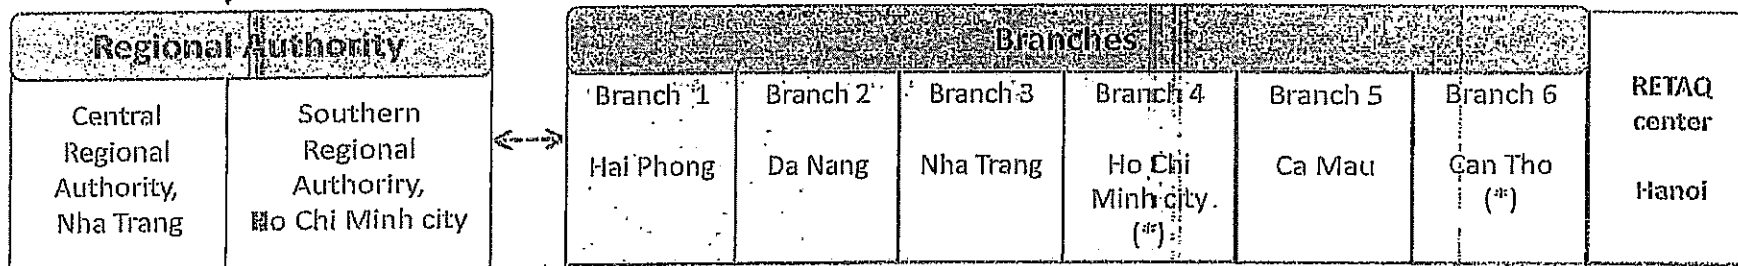 Regional Authority
Central
Regional
Authority,
Nha Trang
Southern
Regional
Authoriry,
Ho Chi Minh city
Branches
Branch 1
Hai Phong
Branch 2
Da Nang
Branch 3
Nha Trang
Branch 4
Ho Chi
Minh city.
(*)
Branch 5
Ca Mau
Branch 6
Can Tho
(*)
RETAQ
center
Hanoi